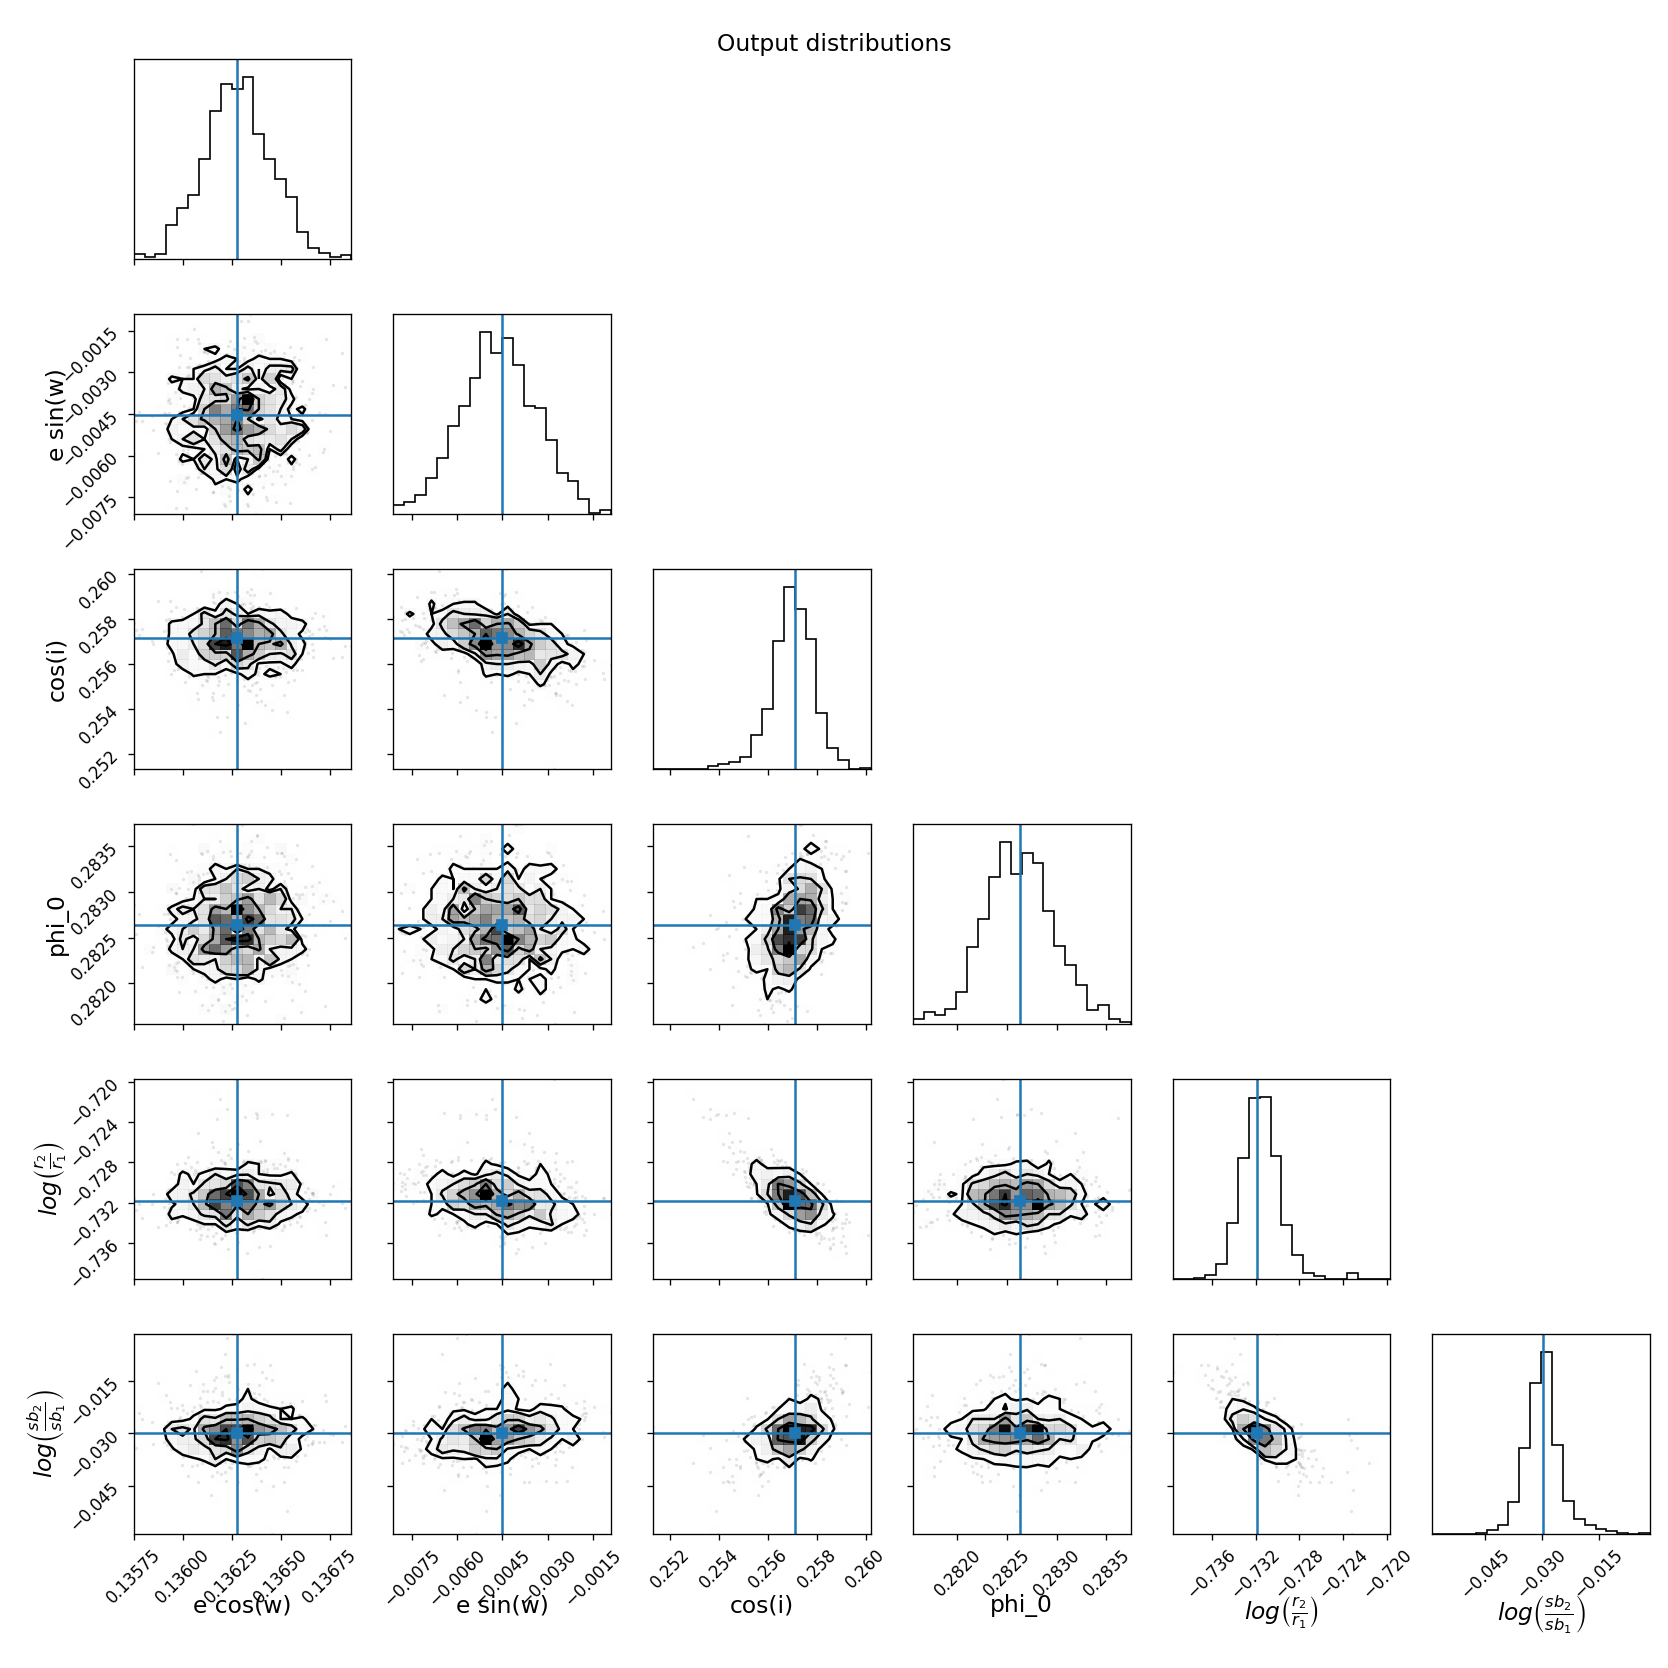 Output distributions
e sin(w)
−0.0015
−0.0030
−0.0045
−0.0060
−0.0075
cos(i)
0.260
0.258
0.256
0.254
0.252
phi_0
0.2835
0.2830
0.2825
0.2820
log(r₂/r₁)
−0.720
−0.724
−0.728
−0.732
−0.736
log(sb₂/sb₁)
−0.015
−0.030
−0.045
0.13575 0.13600 0.13625 0.13650 0.13675
e cos(w)
−0.0075 −0.0060 −0.0045 −0.0030 −0.0015
e sin(w)
0.252 0.254 0.256 0.258 0.260
cos(i)
0.2820 0.2825 0.2830 0.2835
phi_0
−0.736 −0.732 −0.728 −0.724 −0.720
log(r₂/r₁)
−0.045 −0.030 −0.015
log(sb₂/sb₁)